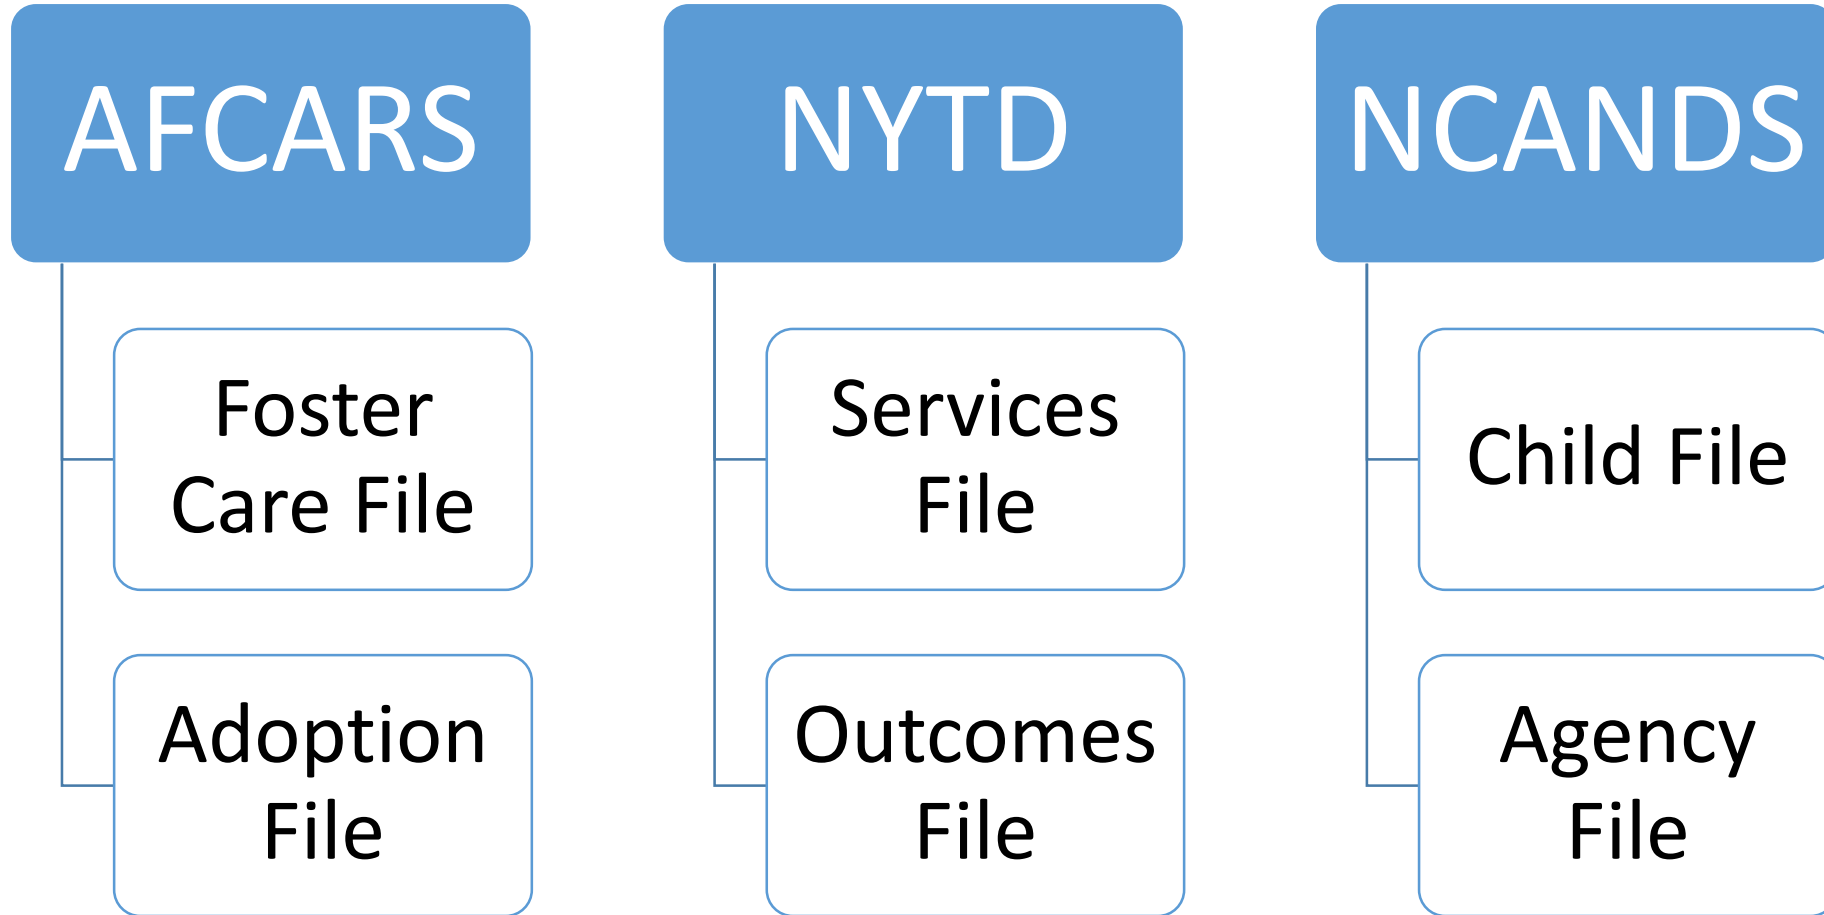 AFCARS
Foster
Care File
Adoption
File
NYTD
Services
File
Outcomes
File
NCANDS
Child File
Agency
File